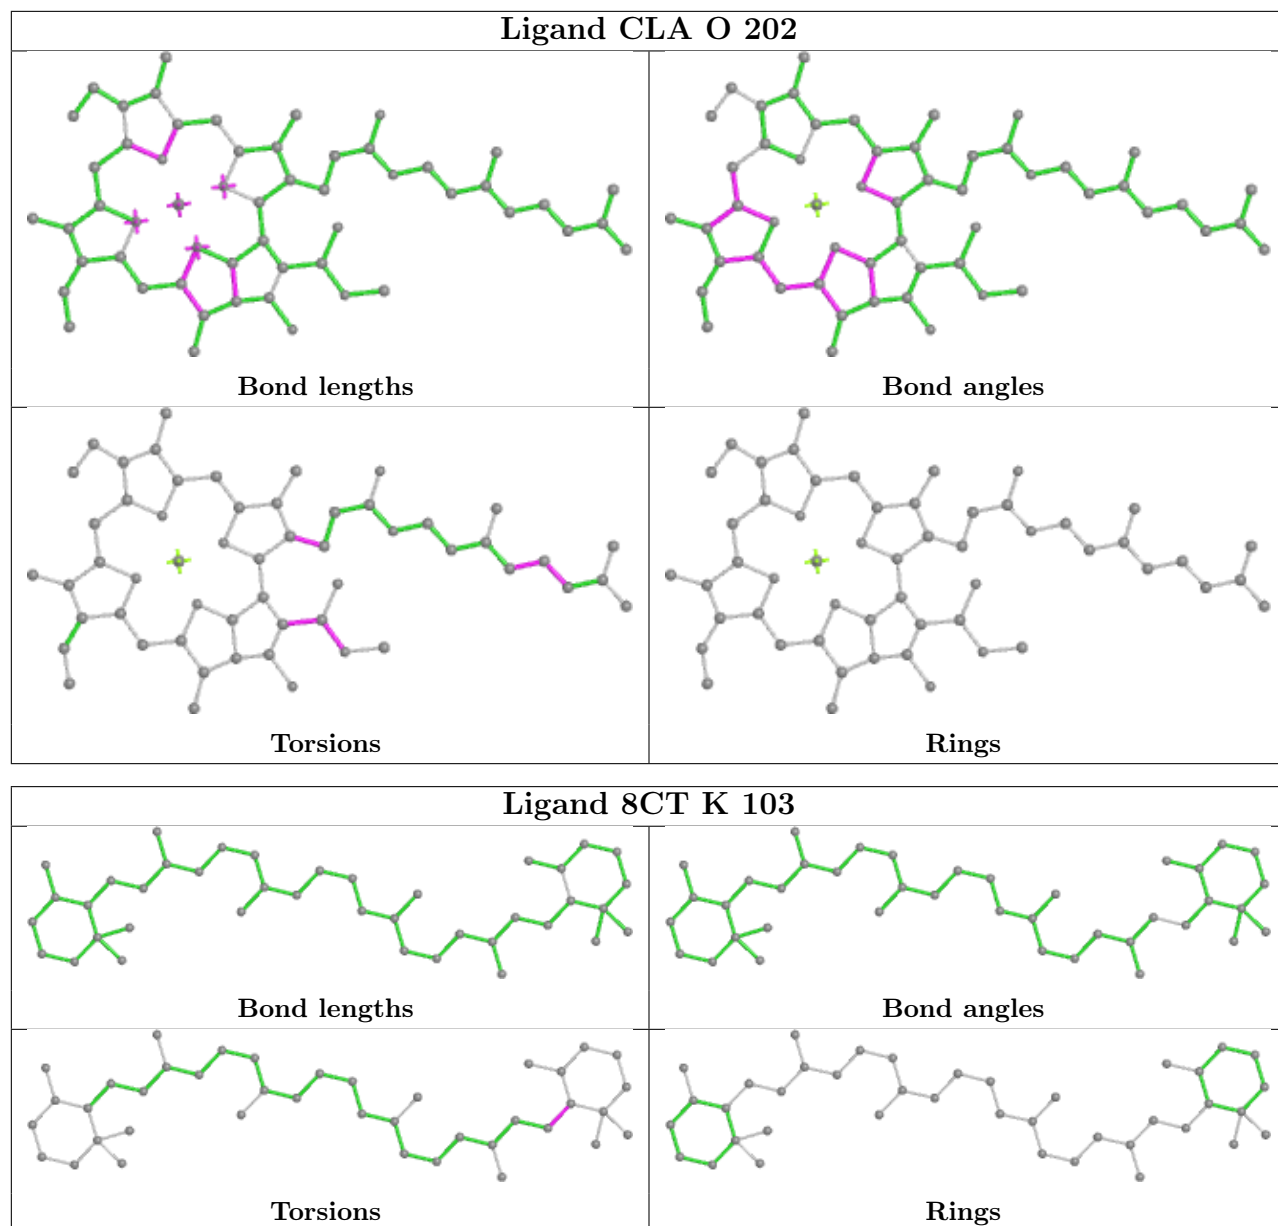 Ligand CLA O 202
Bond lengths
Bond angles
Torsions
Rings
Ligand 8CT K 103
Bond lengths
Bond angles
Torsions
Rings